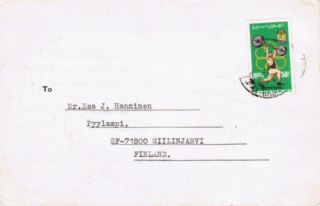 To
Mr.Esa J. Hanninen
Pyylampi,
SF-71800 SIILINJARVI
FINLAND.